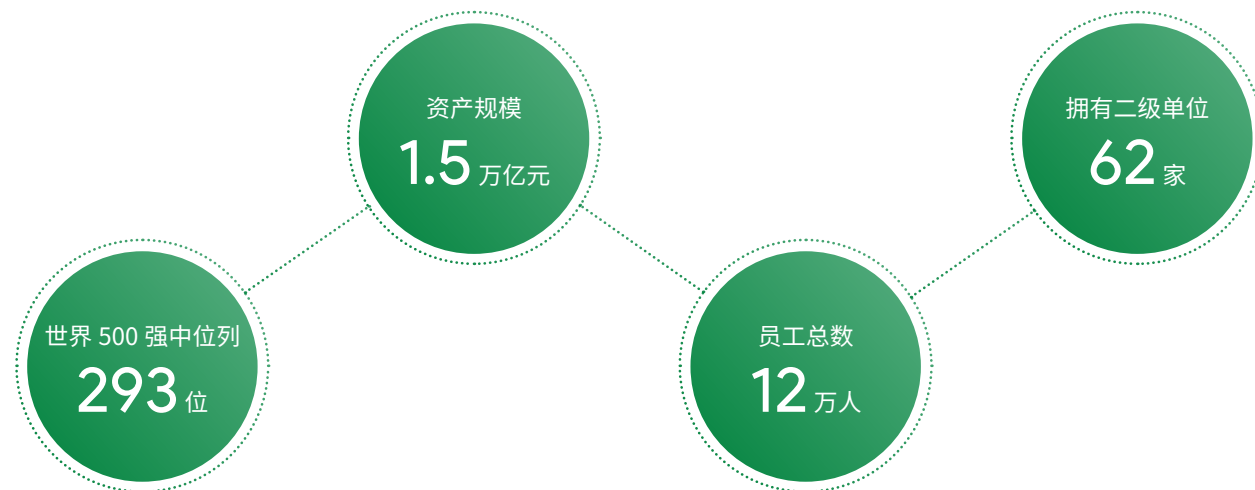 世界 500 强中位列
293 位
资产规模
1.5 万亿元
员工总数
12 万人
拥有二级单位
62 家